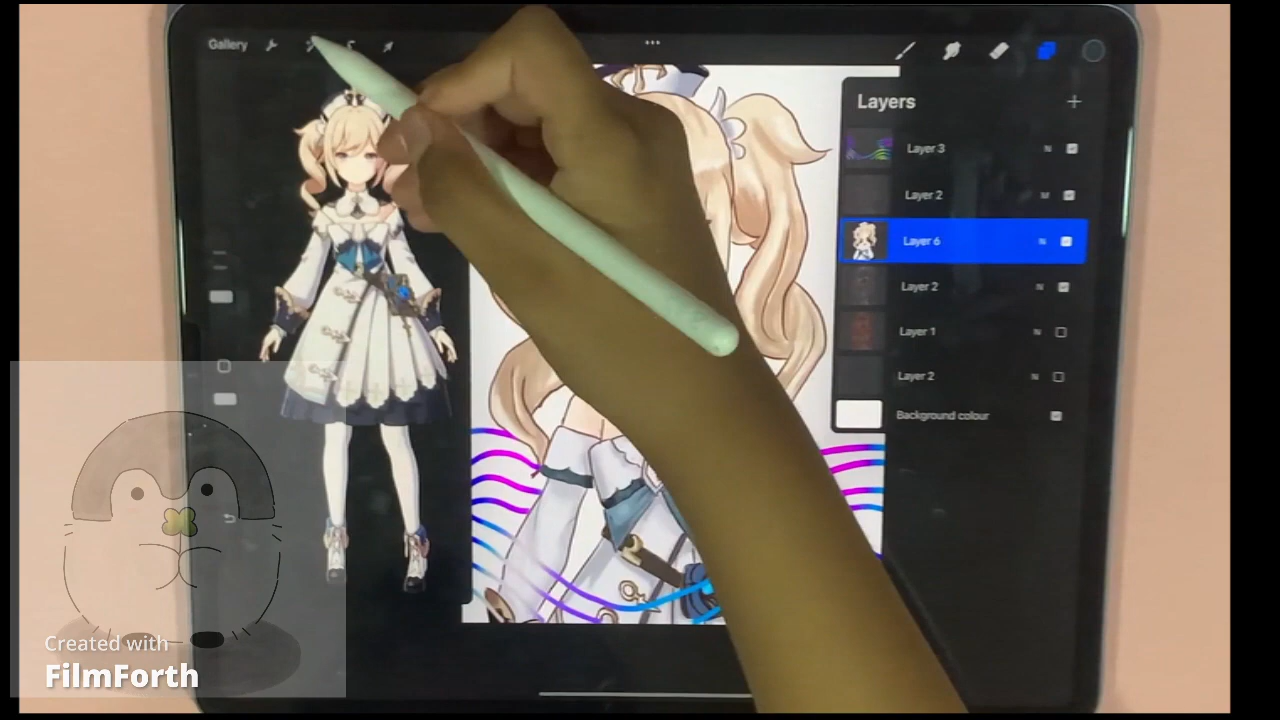 Gallery
Layers
Layer 3 N
Layer 2 M
Layer 6 N
Layer 2 N
Layer 1 N
Layer 2 N
Background colour
Created with
FilmForth